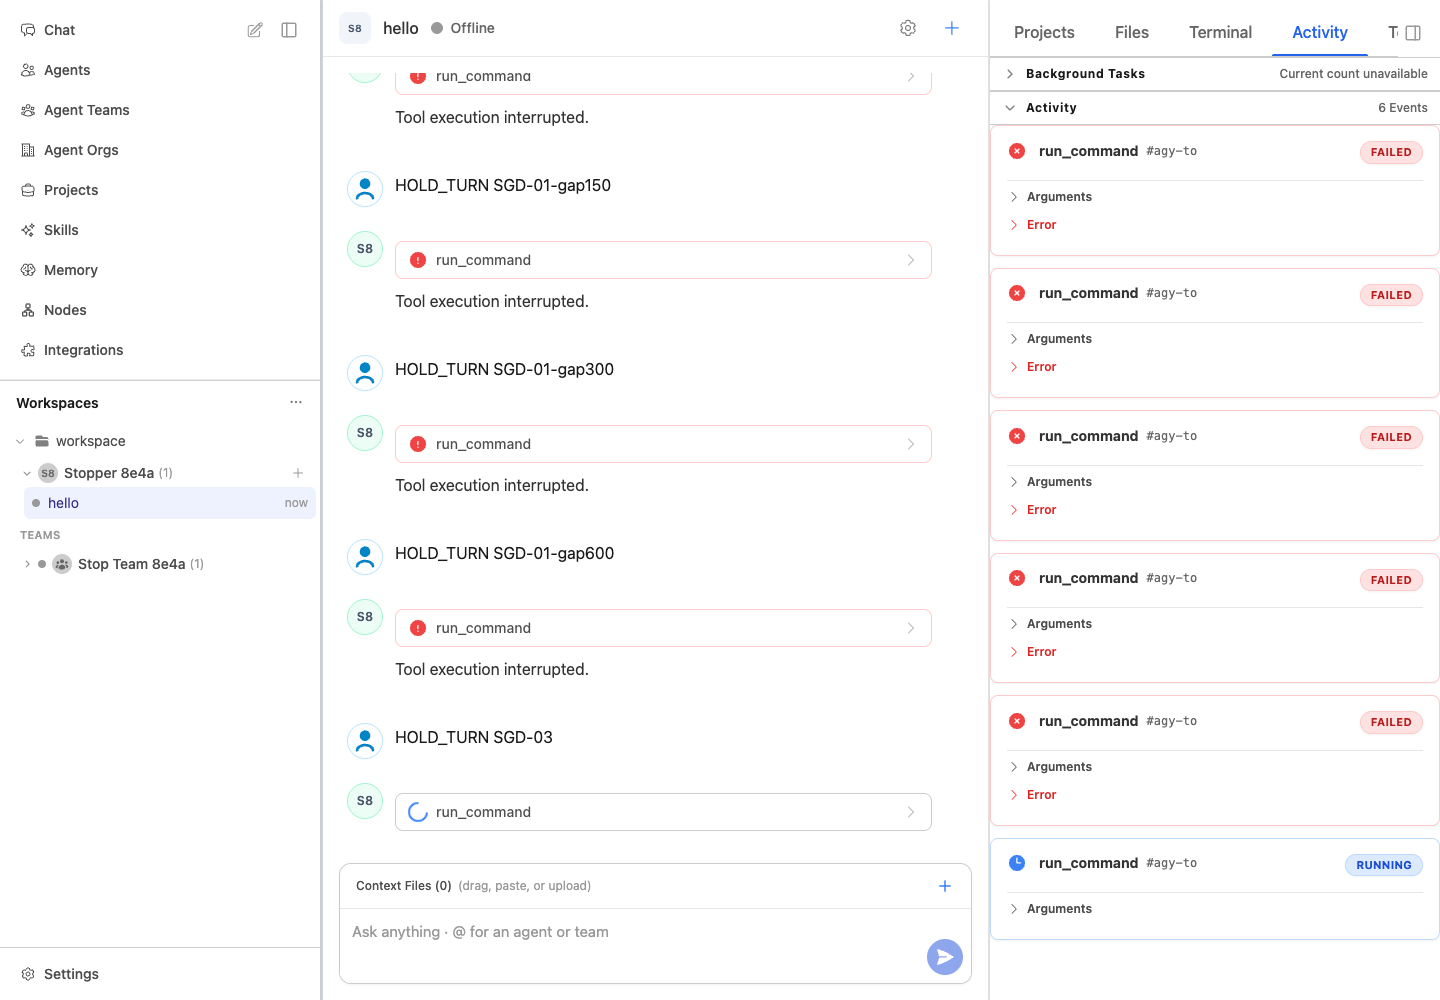 Chat
Agents
Agent Teams
Agent Orgs
Projects
Skills
Memory
Nodes
Integrations
Workspaces
workspace
S8 Stopper 8e4a (1)
hello now
TEAMS
Stop Team 8e4a (1)
Settings
S8 hello Offline
run_command
Tool execution interrupted.
HOLD_TURN SGD-01-gap150
S8 run_command
Tool execution interrupted.
HOLD_TURN SGD-01-gap300
S8 run_command
Tool execution interrupted.
HOLD_TURN SGD-01-gap600
S8 run_command
Tool execution interrupted.
HOLD_TURN SGD-03
S8 run_command
Context Files (0) (drag, paste, or upload)
Ask anything · @ for an agent or team
Projects Files Terminal Activity
Background Tasks Current count unavailable
Activity 6 Events
run_command #agy-to FAILED
Arguments
Error
run_command #agy-to FAILED
Arguments
Error
run_command #agy-to FAILED
Arguments
Error
run_command #agy-to FAILED
Arguments
Error
run_command #agy-to FAILED
Arguments
Error
run_command #agy-to RUNNING
Arguments